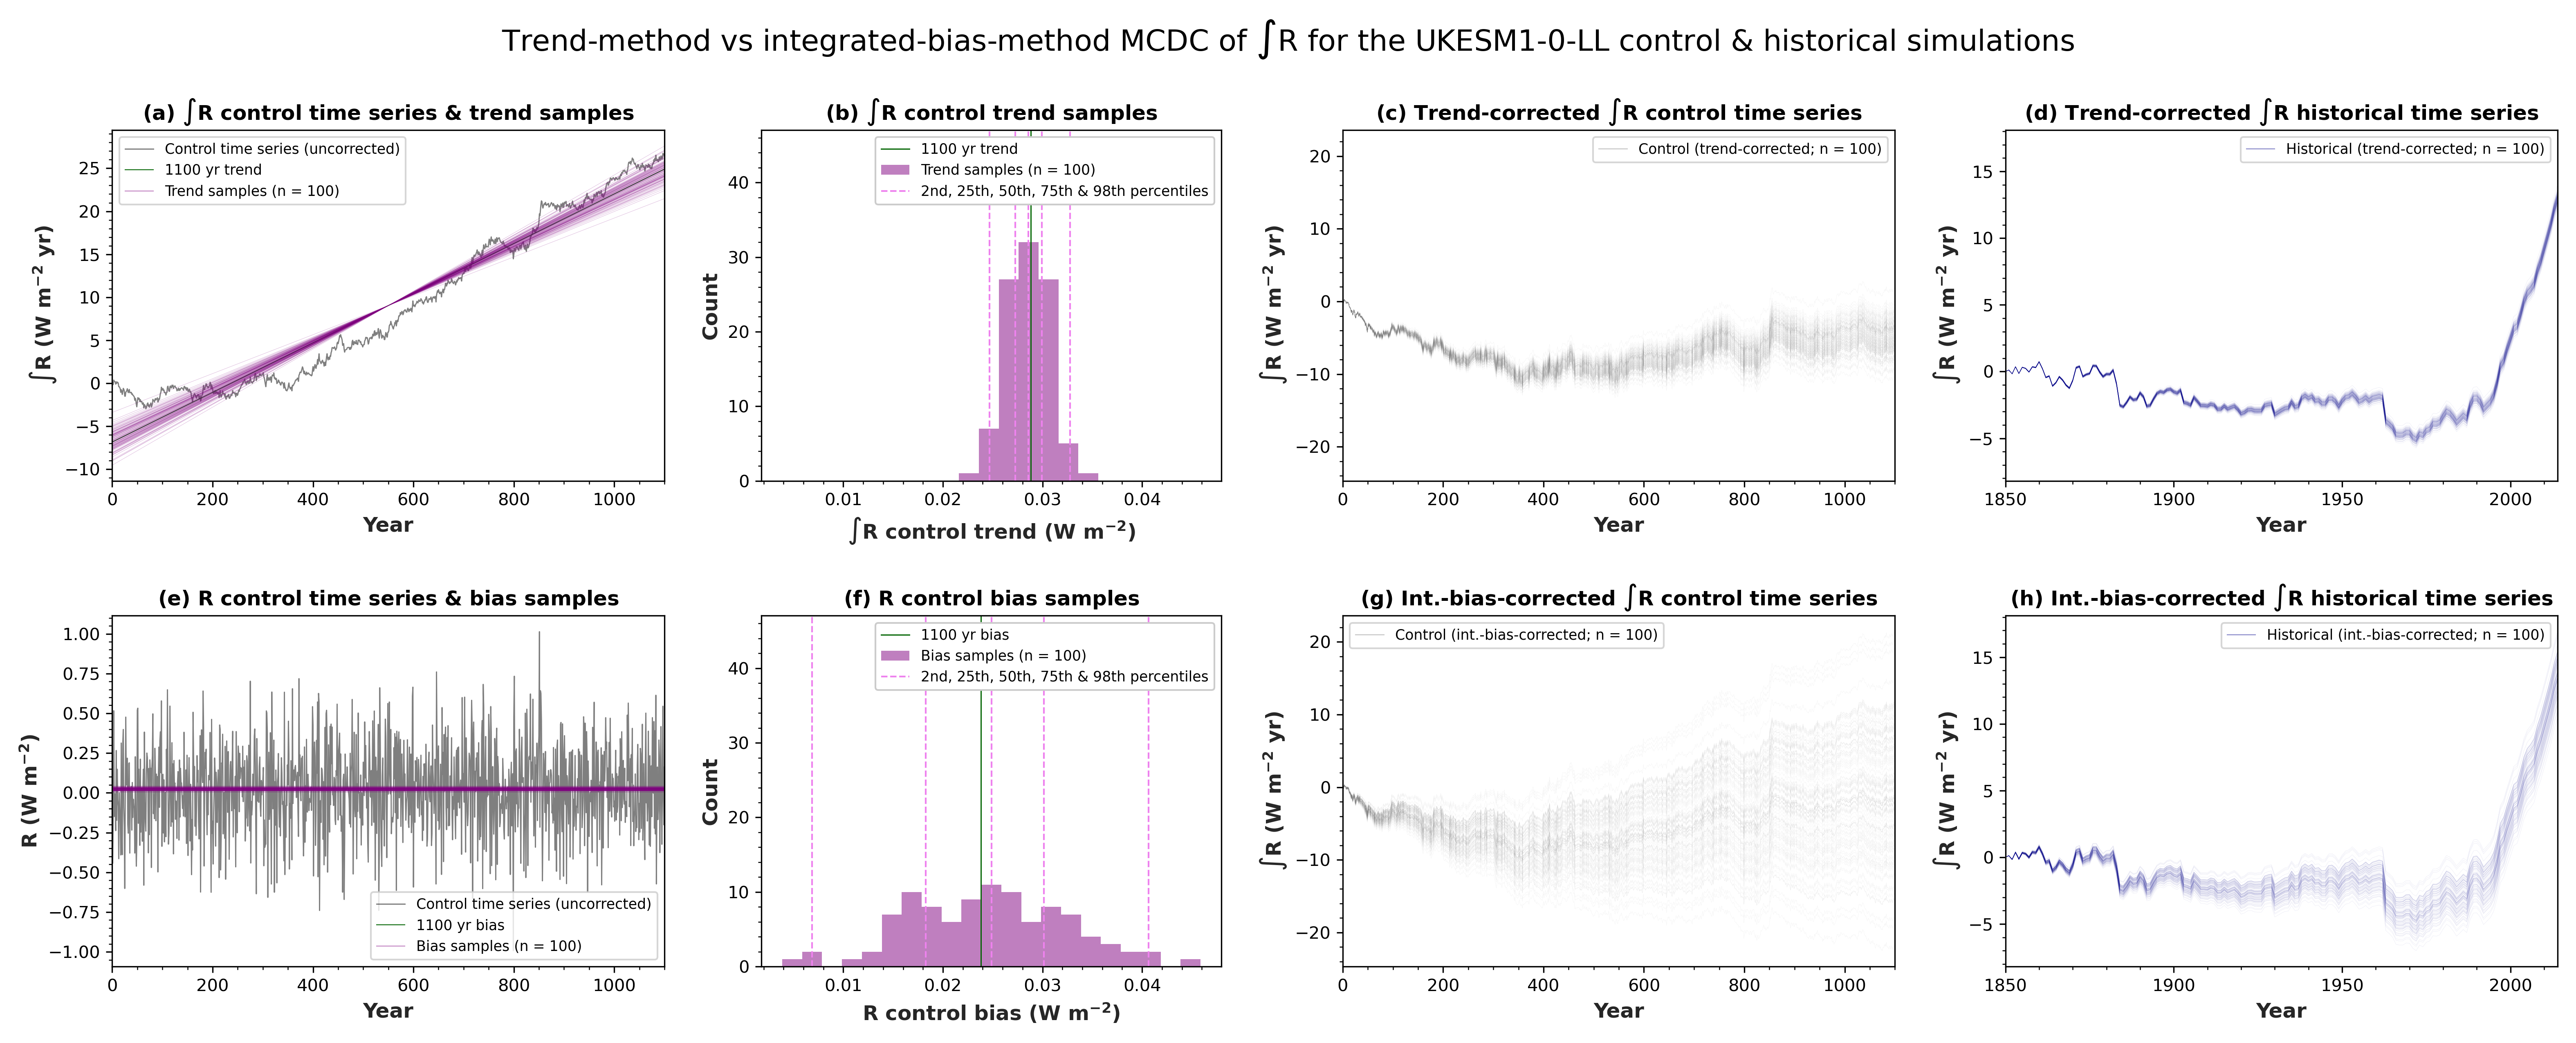 Trend-method vs integrated-bias-method MCDC of ∫R for the UKESM1-0-LL control & historical simulations
(a) ∫R control time series & trend samples
Control time series (uncorrected)
1100 yr trend
Trend samples (n = 100)
25
20
15
10
5
0
−5
−10
∫R (W m⁻² yr)
0 200 400 600 800 1000
Year
(b) ∫R control trend samples
1100 yr trend
Trend samples (n = 100)
2nd, 25th, 50th, 75th & 98th percentiles
40
30
20
10
0
Count
0.01 0.02 0.03 0.04
∫R control trend (W m⁻²)
(c) Trend-corrected ∫R control time series
Control (trend-corrected; n = 100)
20
10
0
−10
−20
∫R (W m⁻² yr)
0 200 400 600 800 1000
Year
(d) Trend-corrected ∫R historical time series
Historical (trend-corrected; n = 100)
15
10
5
0
−5
∫R (W m⁻² yr)
1850 1900 1950 2000
Year
(e) R control time series & bias samples
1.00
0.75
0.50
0.25
0.00
−0.25
−0.50
−0.75
−1.00
R (W m⁻²)
Control time series (uncorrected)
1100 yr bias
Bias samples (n = 100)
0 200 400 600 800 1000
Year
(f) R control bias samples
1100 yr bias
Bias samples (n = 100)
2nd, 25th, 50th, 75th & 98th percentiles
40
30
20
10
0
Count
0.01 0.02 0.03 0.04
R control bias (W m⁻²)
(g) Int.-bias-corrected ∫R control time series
Control (int.-bias-corrected; n = 100)
20
10
0
−10
−20
∫R (W m⁻² yr)
0 200 400 600 800 1000
Year
(h) Int.-bias-corrected ∫R historical time series
Historical (int.-bias-corrected; n = 100)
15
10
5
0
−5
∫R (W m⁻² yr)
1850 1900 1950 2000
Year